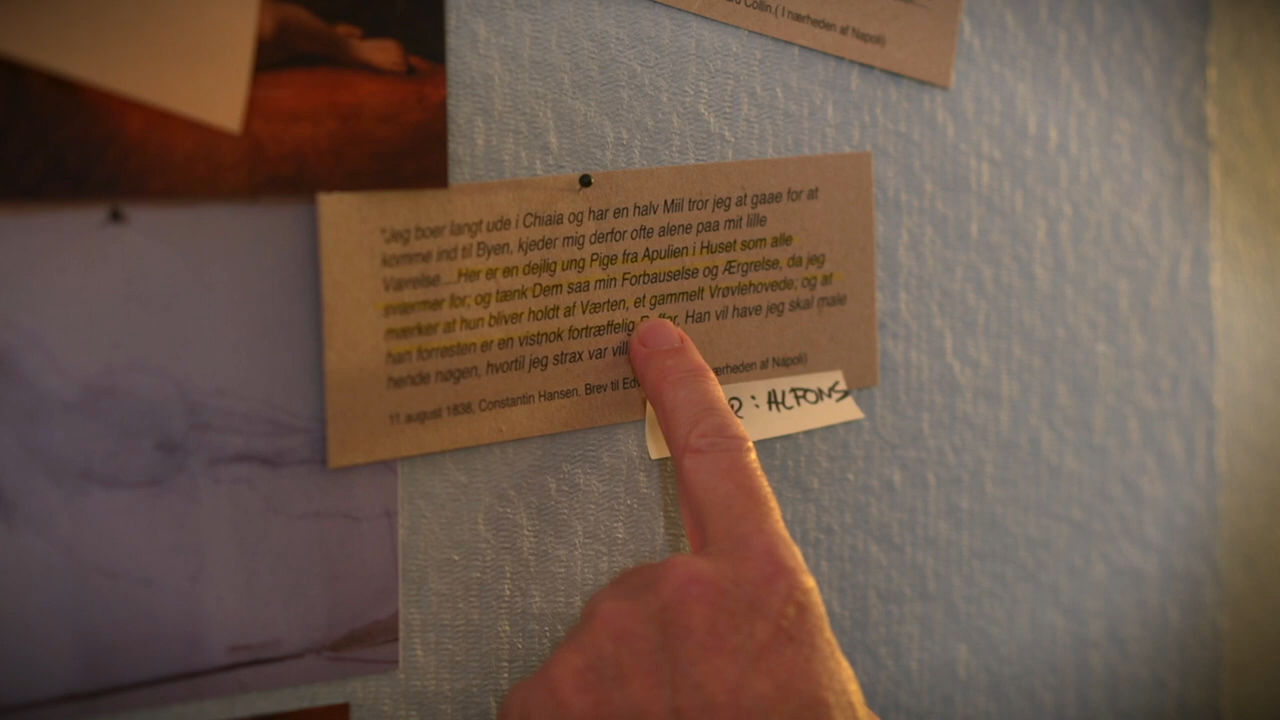 Collin.( I nærheden af Napoli)
"Jeg boer langt ude i Chiaia og har en halv Miil tror jeg at gaae for at
komme ind til Byen, kjeder mig derfor ofte alene paa mit lille
Værelse....Her er en dejlig ung Pige fra Apulien i Huset som alle
sværmer for; og tænk Dem saa min Forbauselse og Ærgrelse, da jeg
mærker at hun bliver holdt af Værten, et gammelt Vrøvlehovede; og at
han forresten er en vistnok fortræffelig Han vil have jeg skal male
hende nøgen, hvortil jeg strax var
11 august 1838, Constantin Hansen. Brev til af Napoli)
: ALFONS